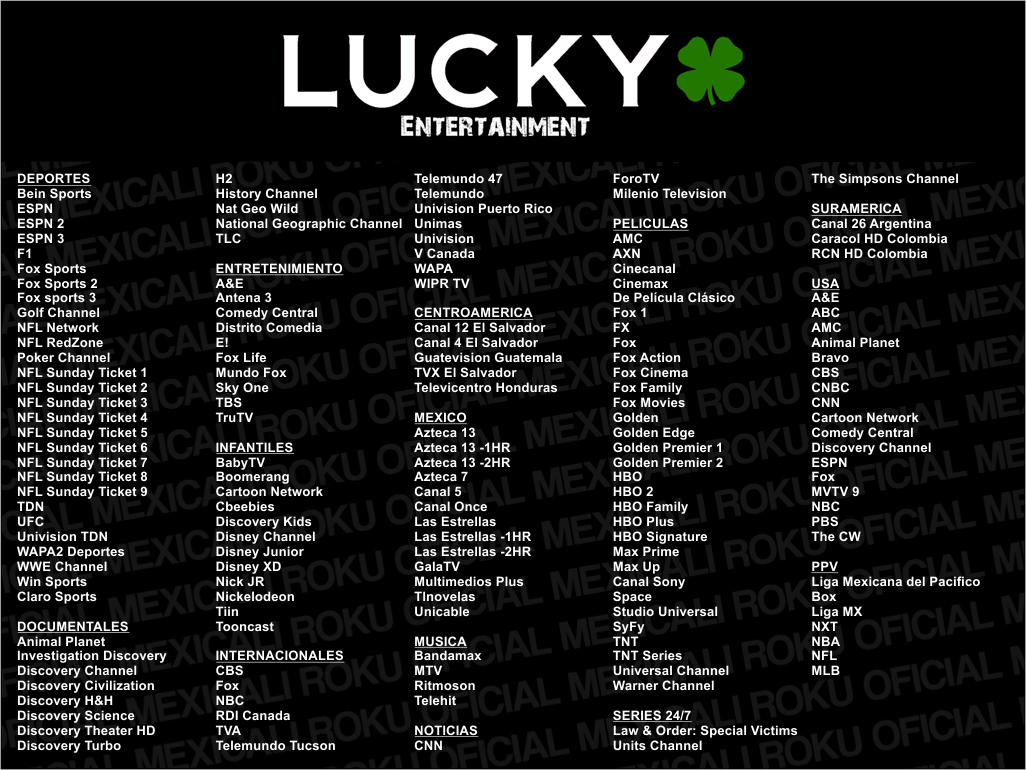 LUCKY
ENTERTAINMENT
DEPORTES
Bein Sports
ESPN
ESPN 2
ESPN 3
F1
Fox Sports
Fox Sports 2
Fox sports 3
Golf Channel
NFL Network
NFL RedZone
Poker Channel
NFL Sunday Ticket 1
NFL Sunday Ticket 2
NFL Sunday Ticket 3
NFL Sunday Ticket 4
NFL Sunday Ticket 5
NFL Sunday Ticket 6
NFL Sunday Ticket 7
NFL Sunday Ticket 8
NFL Sunday Ticket 9
TDN
UFC
Univision TDN
WAPA2 Deportes
WWE Channel
Win Sports
Claro Sports
DOCUMENTALES
Animal Planet
Investigation Discovery
Discovery Channel
Discovery Civilization
Discovery H&H
Discovery Science
Discovery Theater HD
Discovery Turbo
H2
History Channel
Nat Geo Wild
National Geographic Channel
TLC
ENTRETENIMIENTO
A&E
Antena 3
Comedy Central
Distrito Comedia
E!
Fox Life
Mundo Fox
Sky One
TBS
TruTV
INFANTILES
BabyTV
Boomerang
Cartoon Network
Cbeebies
Discovery Kids
Disney Channel
Disney Junior
Disney XD
Nick JR
Nickelodeon
Tiin
Tooncast
INTERNACIONALES
CBS
Fox
NBC
RDI Canada
TVA
Telemundo Tucson
Telemundo 47
Telemundo
Univision Puerto Rico
Unimas
Univision
V Canada
WAPA
WIPR TV
CENTROAMERICA
Canal 12 El Salvador
Canal 4 El Salvador
Guatevision Guatemala
TVX El Salvador
Televicentro Honduras
MEXICO
Azteca 13
Azteca 13 -1HR
Azteca 13 -2HR
Azteca 7
Canal 5
Canal Once
Las Estrellas
Las Estrellas -1HR
Las Estrellas -2HR
GalaTV
Multimedios Plus
TInovelas
Unicable
MUSICA
Bandamax
MTV
Ritmoson
Telehit
NOTICIAS
CNN
ForoTV
Milenio Television
PELICULAS
AMC
AXN
Cinecanal
Cinemax
De Película Clásico
Fox 1
FX
Fox
Fox Action
Fox Cinema
Fox Family
Fox Movies
Golden
Golden Edge
Golden Premier 1
Golden Premier 2
HBO
HBO 2
HBO Family
HBO Plus
HBO Signature
Max Prime
Max Up
Canal Sony
Space
Studio Universal
SyFy
TNT
TNT Series
Universal Channel
Warner Channel
SERIES 24/7
Law & Order: Special Victims
Units Channel
The Simpsons Channel
SURAMERICA
Canal 26 Argentina
Caracol HD Colombia
RCN HD Colombia
USA
A&E
ABC
AMC
Animal Planet
Bravo
CBS
CNBC
CNN
Cartoon Network
Comedy Central
Discovery Channel
ESPN
Fox
MVTV 9
NBC
PBS
The CW
PPV
Liga Mexicana del Pacifico
Box
Liga MX
NXT
NBA
NFL
MLB